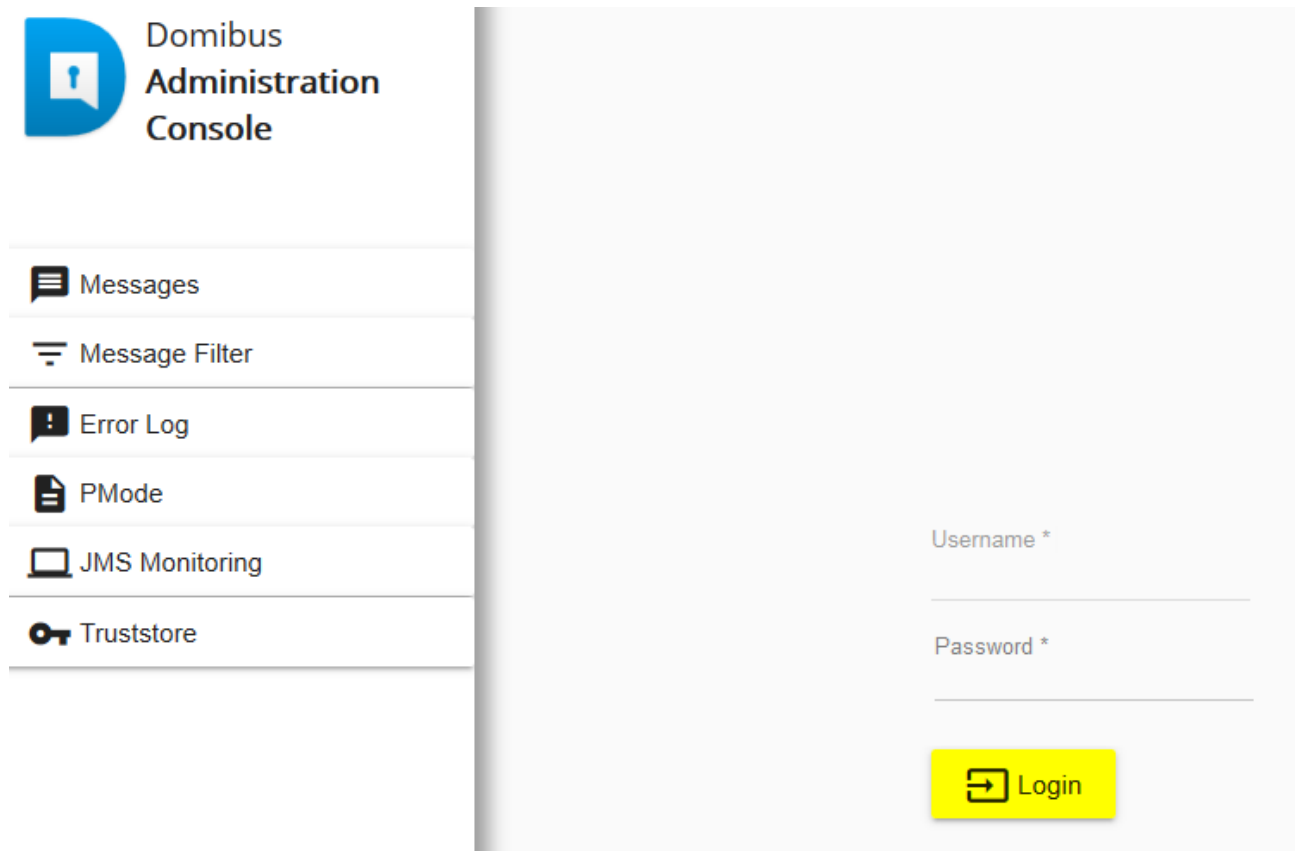 Domibus
Administration
Console
Messages
Message Filter
Error Log
PMode
JMS Monitoring
Truststore
Username *
Password *
Login